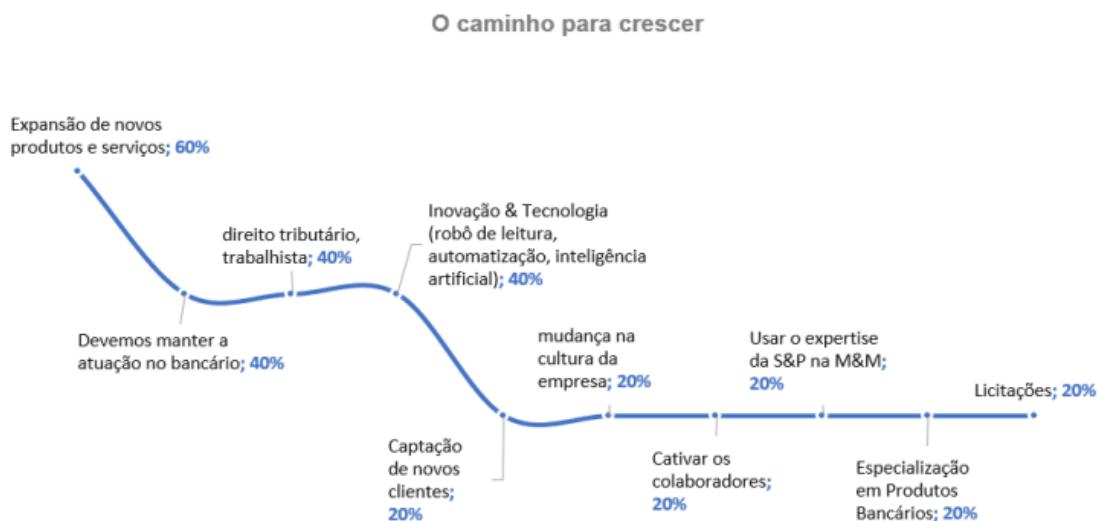 O caminho para crescer
Expansão de novos
produtos e serviços; 60%
Devemos manter a
atuação no bancário; 40%
direito tributário,
trabalhista; 40%
Inovação & Tecnologia
(robô de leitura,
automatização, inteligência
artificial); 40%
Captação
de novos
clientes;
20%
mudança na
cultura da
empresa; 20%
Cativar os
colaboradores;
20%
Usar o expertise
da S&P na M&M;
20%
Especialização
em Produtos
Bancários; 20%
Licitações; 20%